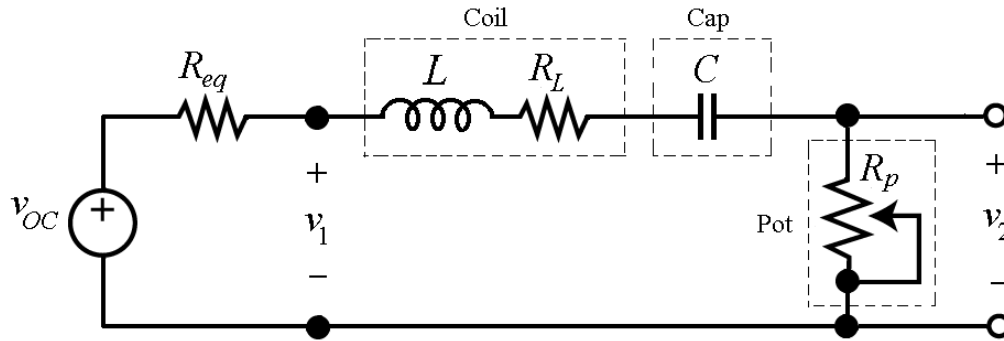 Coil
Cap
R_eq
L
R_L
C
+
v_1
−
v_OC
+
R_p
Pot
+
v_2
−